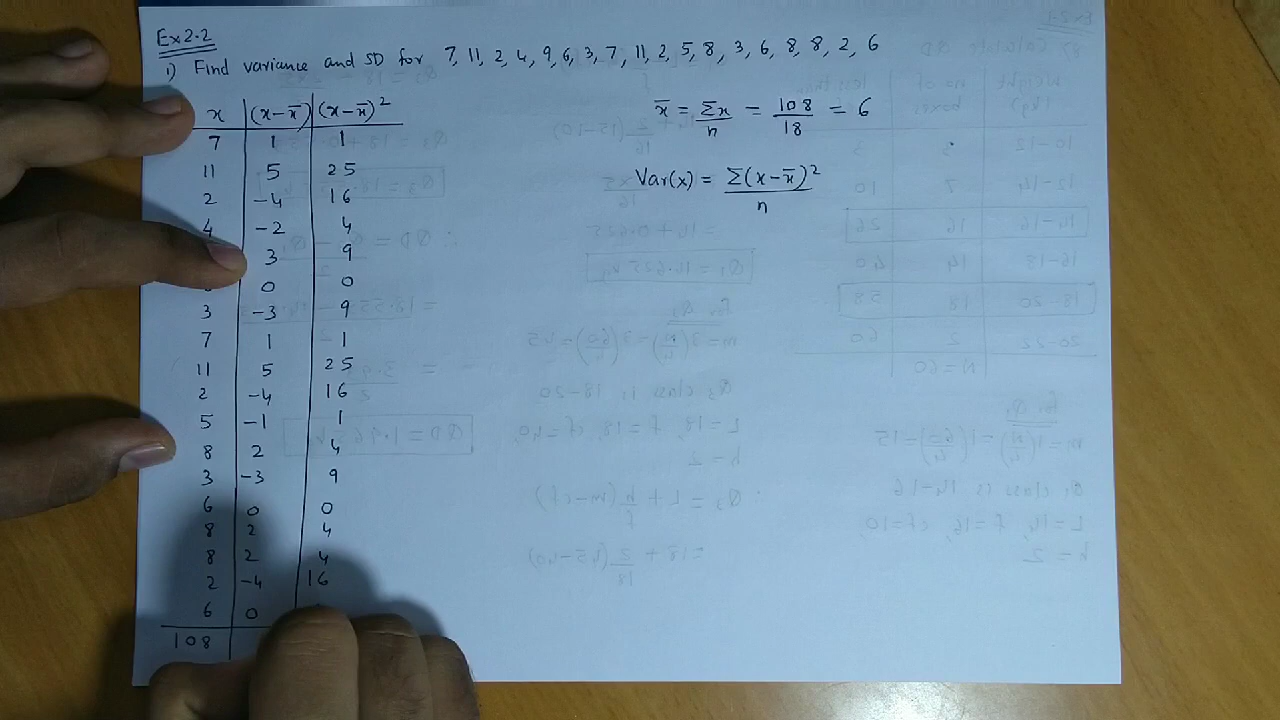 Ex 2.2
1) Find variance and SD for 7, 11, 2, 4, 9, 6, 3, 7, 11, 2, 5, 8, 3, 6, 8, 8, 2, 6
x (x-x̄) (x-x̄)²
7 1 1
11 5 25
2 -4 16
4 -2 4
3 9
0 0
3 -3 9
7 1 1
11 5 25
2 -4 16
5 -1 1
8 2 4
3 -3 9
6 0 0
8 2 4
8 2 4
2 -4 16
6 0
108
x̄ = Σx/n = 108/18 = 6
Var(x) = Σ(x-x̄)²/n